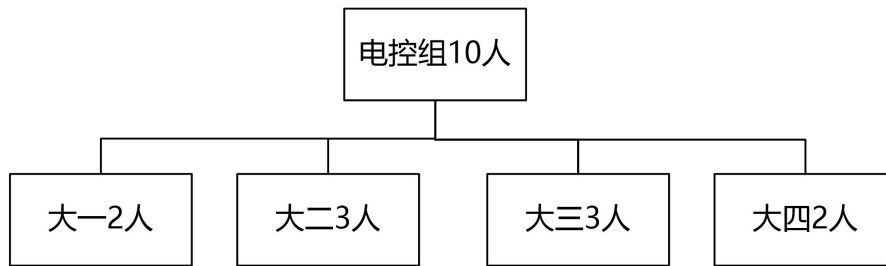 电控组10人
大一2人
大二3人
大三3人
大四2人